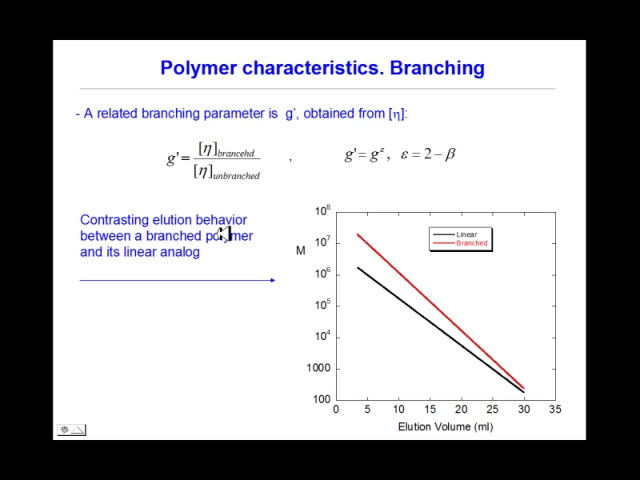 Polymer characteristics. Branching
- A related branching parameter is g', obtained from [η]:
g' = [η]brancehd / [η]unbranched , g' = g^ε , ε = 2 − β
Contrasting elution behavior
between a branched polymer
and its linear analog
M
10^8
10^7
10^6
10^5
10^4
1000
100
Linear
Branched
0 5 10 15 20 25 30 35
Elution Volume (ml)